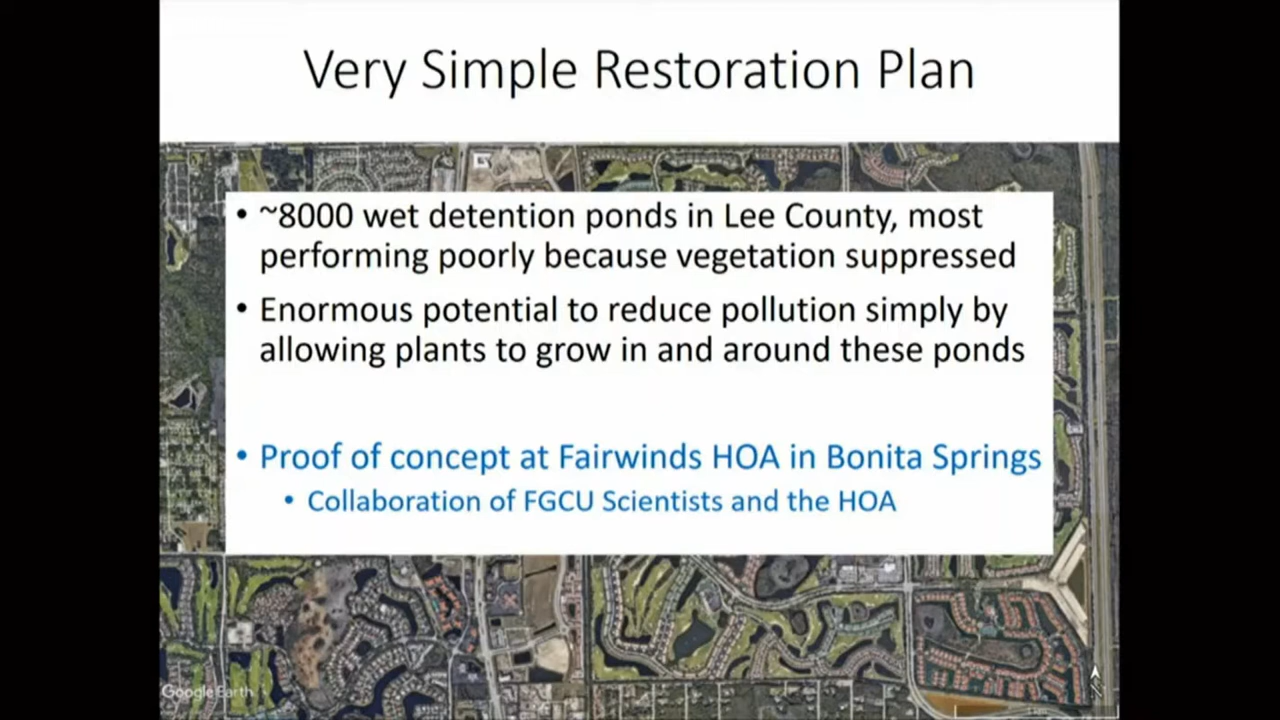 Very Simple Restoration Plan
• ~8000 wet detention ponds in Lee County, most
performing poorly because vegetation suppressed
• Enormous potential to reduce pollution simply by
allowing plants to grow in and around these ponds
• Proof of concept at Fairwinds HOA in Bonita Springs
• Collaboration of FGCU Scientists and the HOA
Google Earth